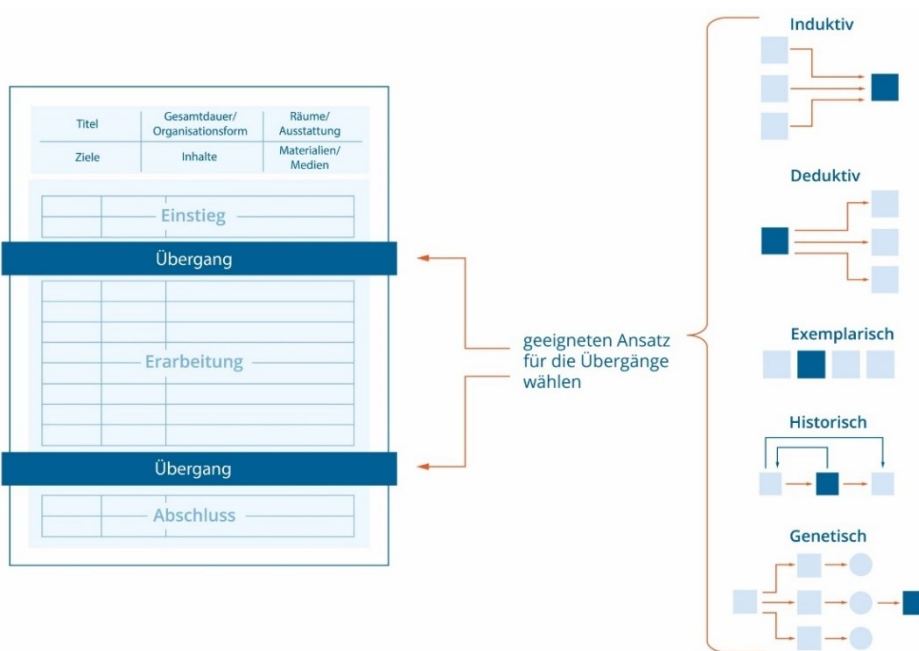 Titel
Gesamtdauer/
Organisationsform
Räume/
Ausstattung
Ziele
Inhalte
Materialien/
Medien
Einstieg
Übergang
Erarbeitung
Übergang
Abschluss
geeigneten Ansatz
für die Übergänge
wählen
Induktiv
Deduktiv
Exemplarisch
Historisch
Genetisch